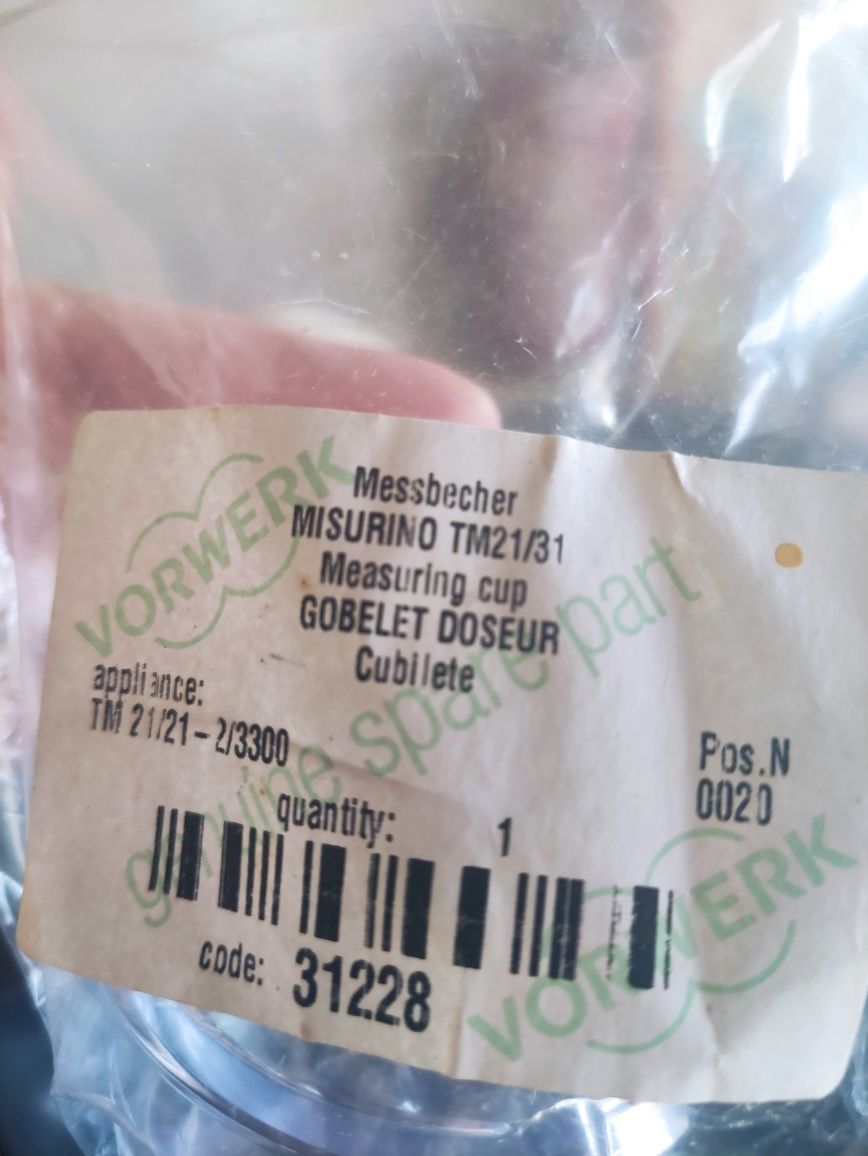 VORWERK
Messbecher
MISURINO TM21/31
Measuring cup
GOBELET DOSEUR
Cubilete
genuine spare part
appliance:
TM 21/21-2/3300
Pos.N
0020
quantity: 1
code: 31228
VORWERK